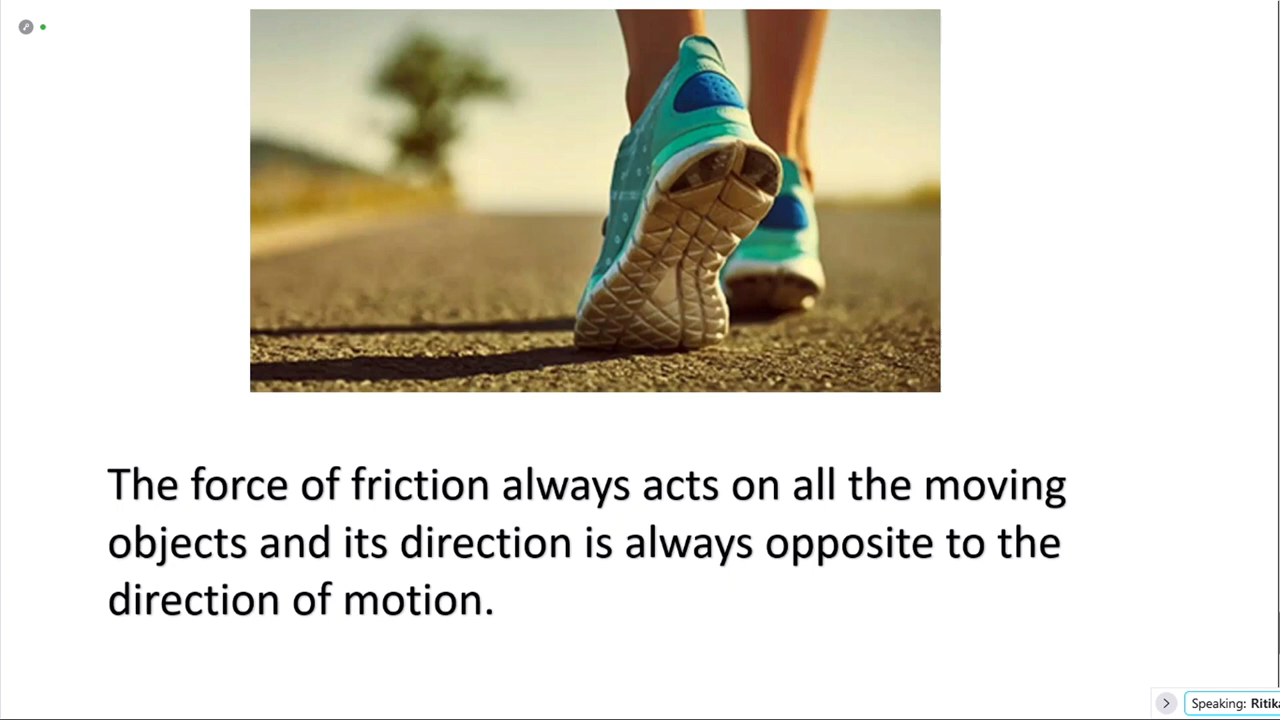 The force of friction always acts on all the moving
objects and its direction is always opposite to the
direction of motion.
Speaking: